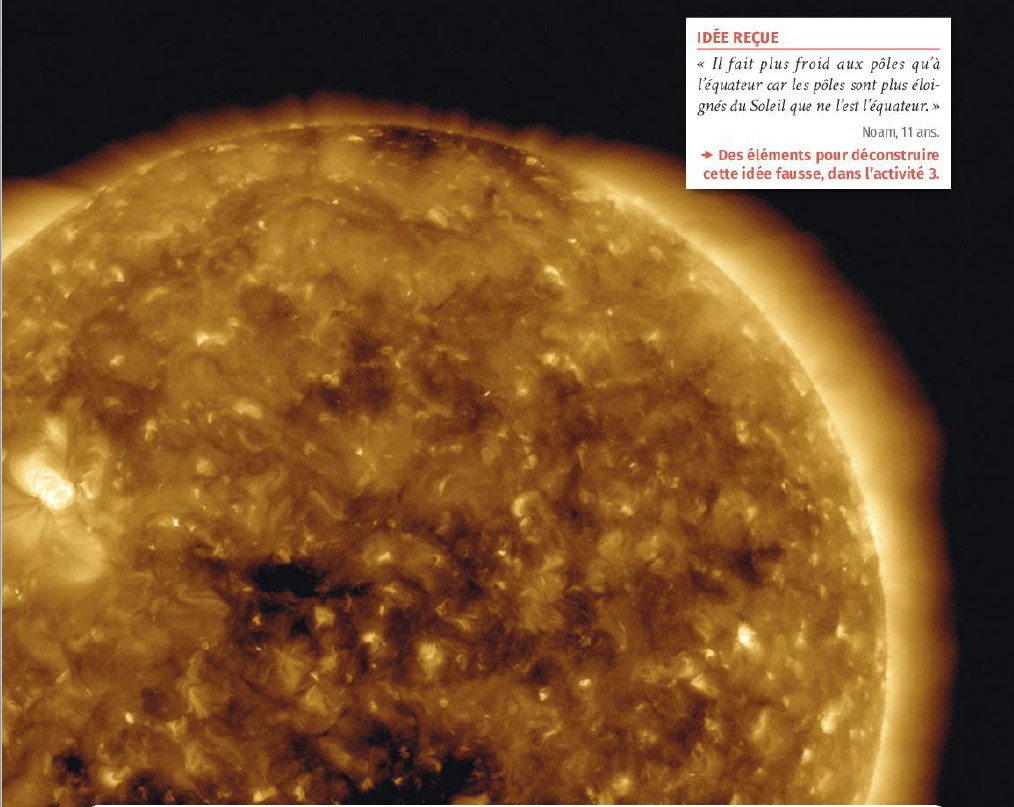 IDÉE REÇUE
« Il fait plus froid aux pôles qu'à
l'équateur car les pôles sont plus éloi-
gnés du Soleil que ne l'est l'équateur. »
Noam, 11 ans.
➔ Des éléments pour déconstruire
cette idée fausse, dans l'activité 3.